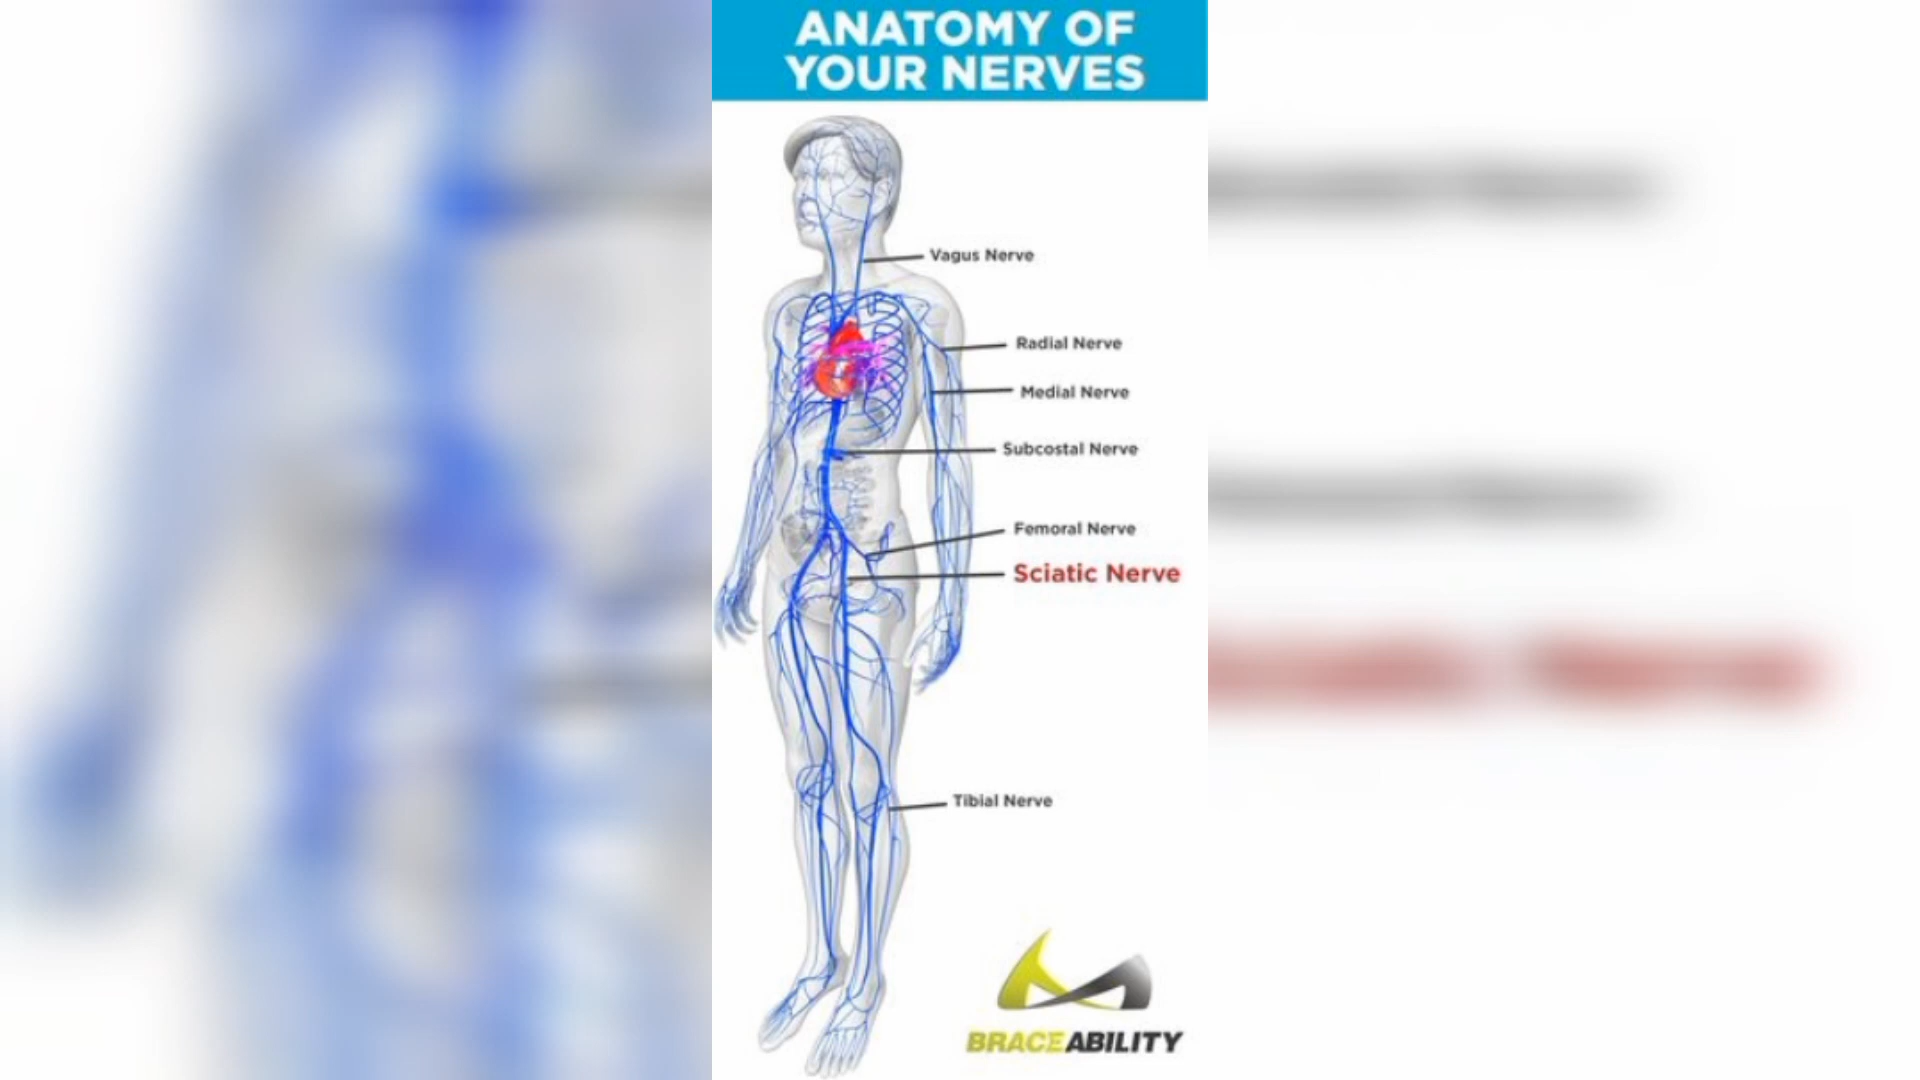 ANATOMY OF
YOUR NERVES
Vagus Nerve
Radial Nerve
Medial Nerve
Subcostal Nerve
Femoral Nerve
Sciatic Nerve
Tibial Nerve
BRACEABILITY